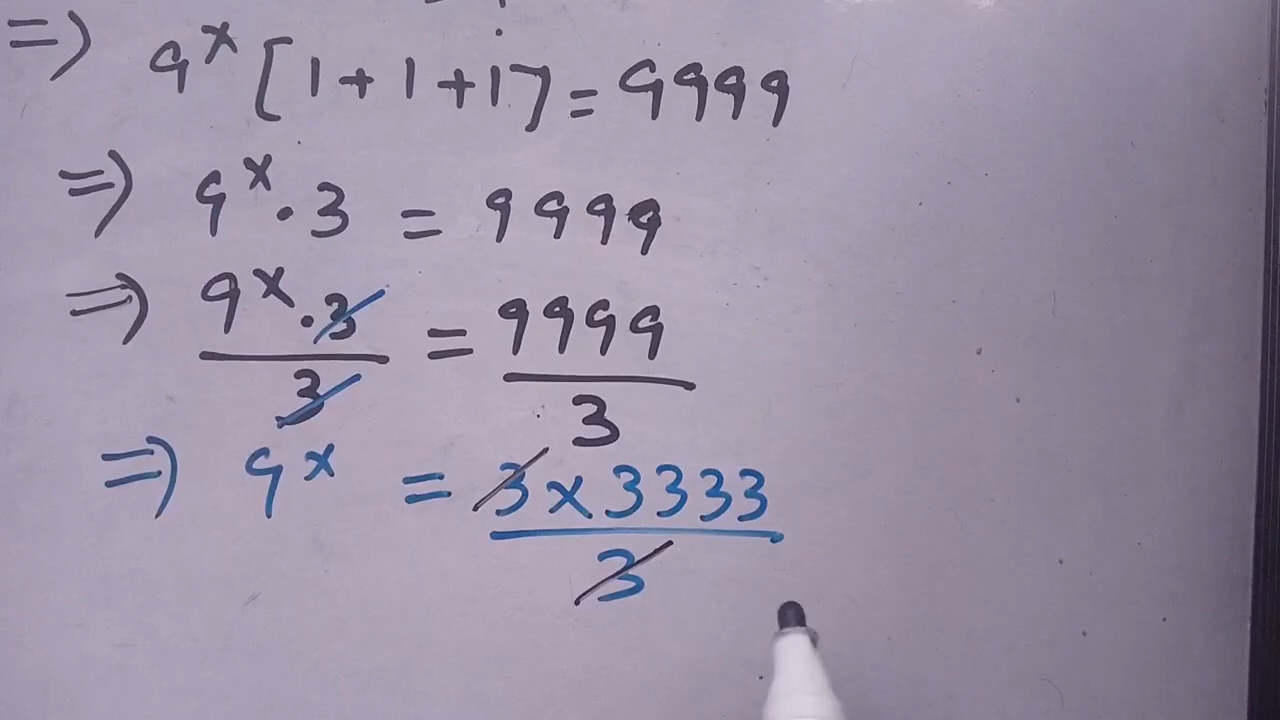 => 9^x [1+1+1] = 9999
=> 9^x · 3 = 9999
=> 9^x · 3 / 3 = 9999 / 3
=> 9^x = 3 × 3333 / 3